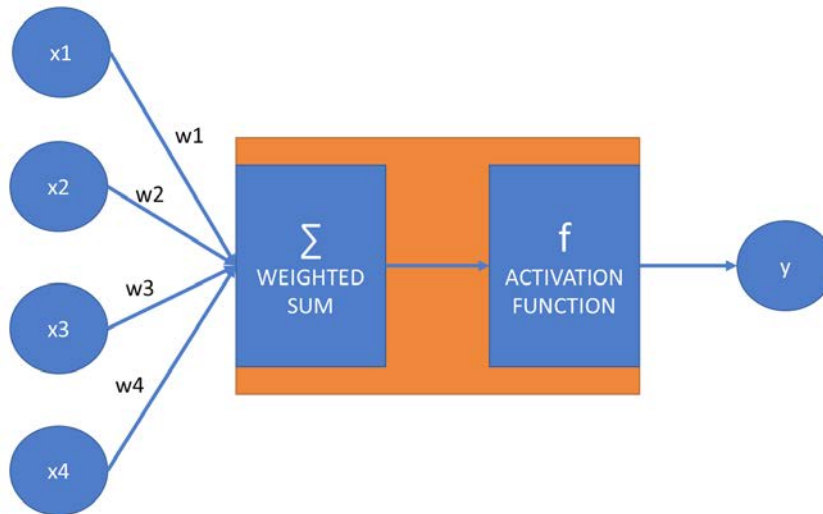 x1
w1
x2
w2
x3
w3
x4
w4
∑
WEIGHTED
SUM
f
ACTIVATION
FUNCTION
y